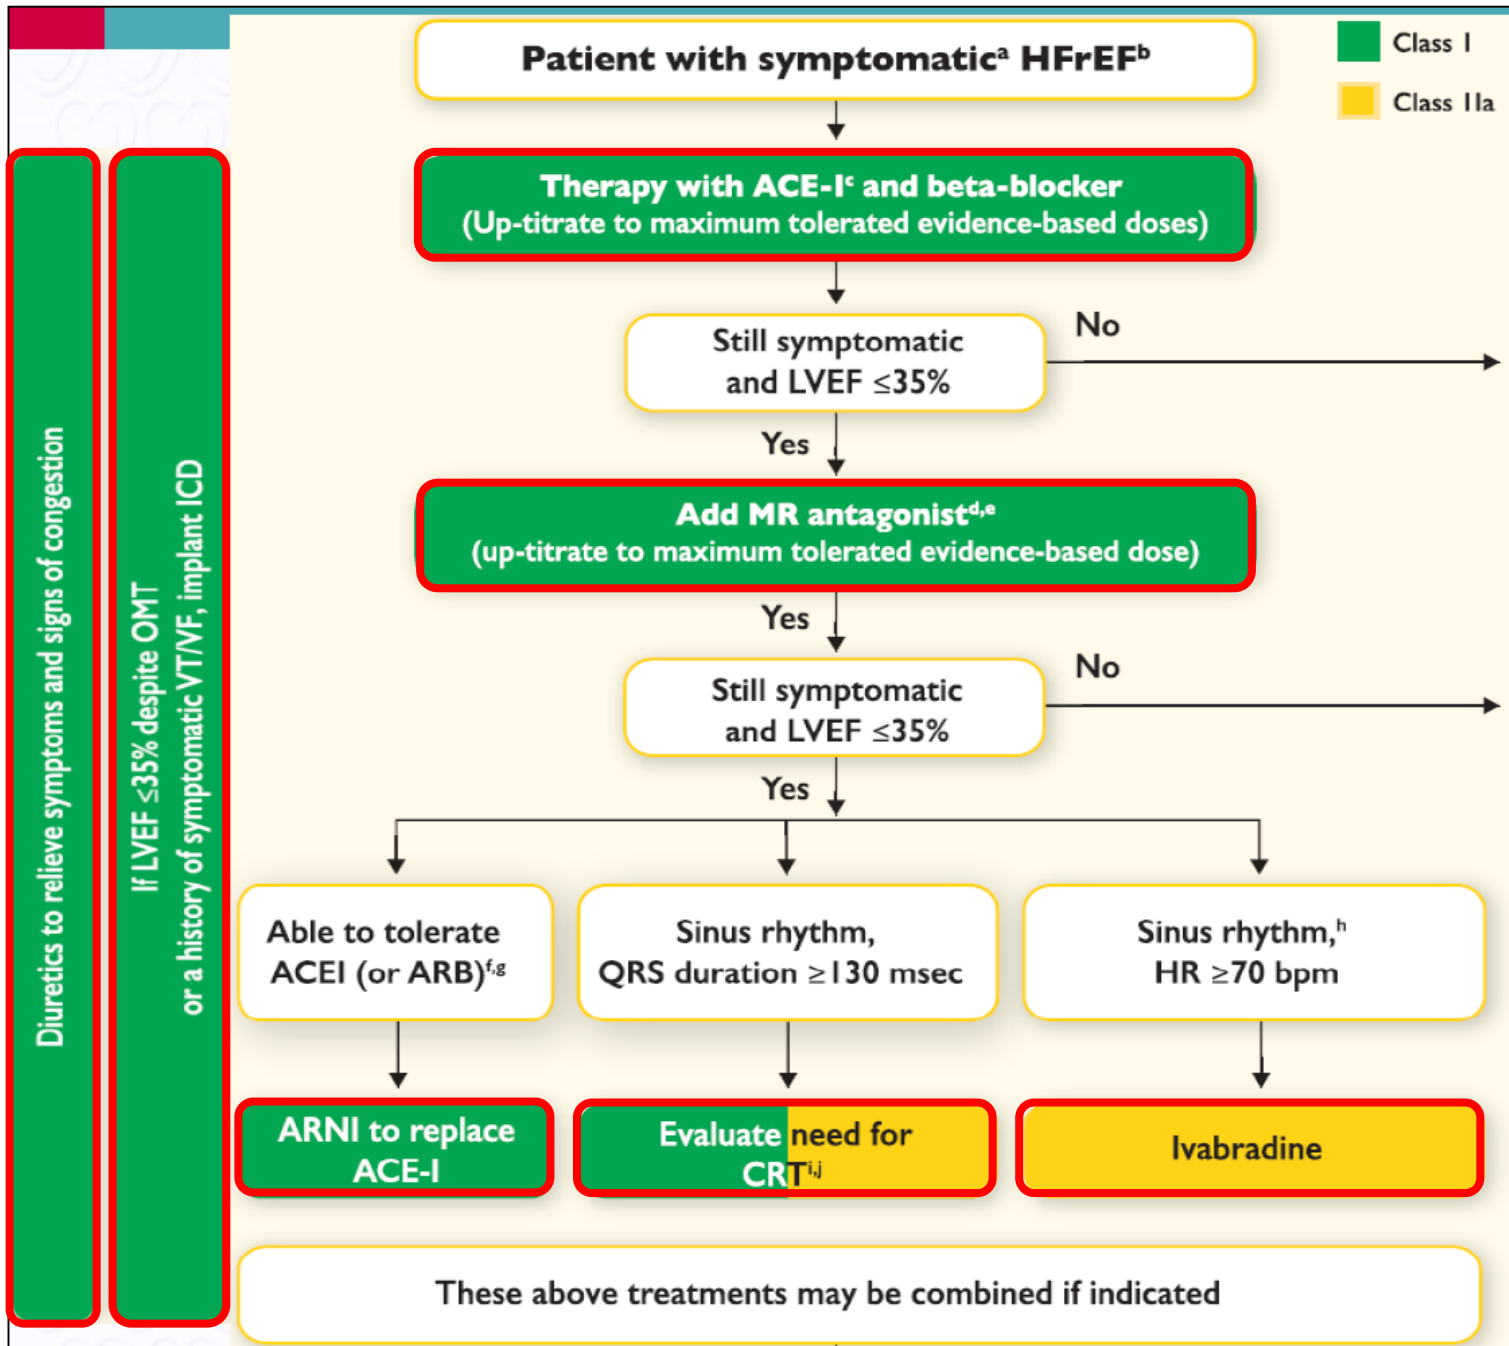 Patient with symptomaticᵃ HFrEFᵇ
Class I
Class IIa
Therapy with ACE-Iᶜ and beta-blocker
(Up-titrate to maximum tolerated evidence-based doses)
Still symptomatic
and LVEF ≤35%
No
Yes
Add MR antagonistᵈ,ᵉ
(up-titrate to maximum tolerated evidence-based dose)
Yes
Still symptomatic
and LVEF ≤35%
No
Yes
Able to tolerate
ACEI (or ARB)ᶠ,ᵍ
Sinus rhythm,
QRS duration ≥130 msec
Sinus rhythm,ʰ
HR ≥70 bpm
ARNI to replace
ACE-I
Evaluate need for
CRTⁱ,ʲ
Ivabradine
These above treatments may be combined if indicated
Diuretics to relieve symptoms and signs of congestion
If LVEF ≤35% despite OMT
or a history of symptomatic VT/VF, implant ICD